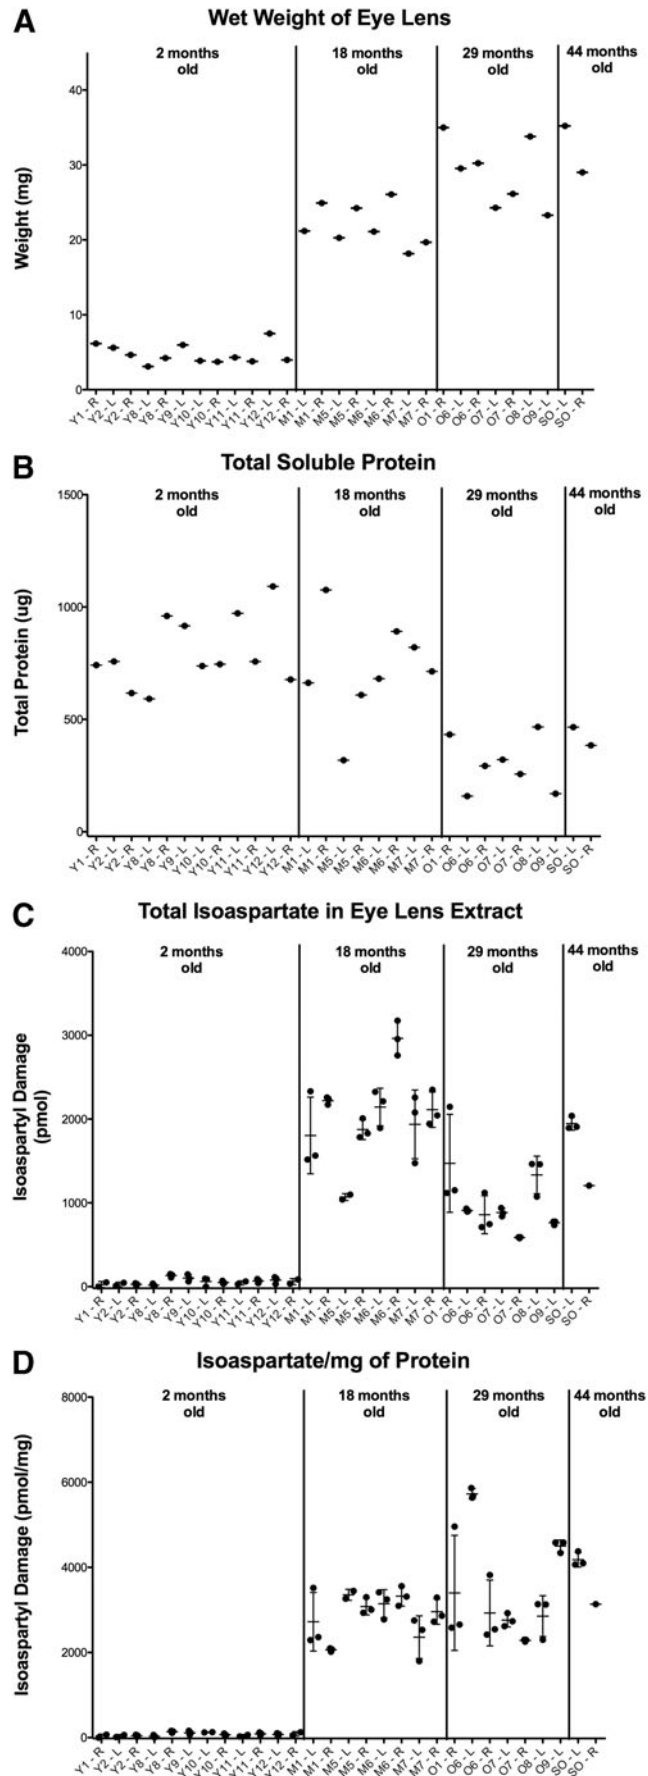 A
Wet Weight of Eye Lens
2 months old
18 months old
29 months old
44 months old
Weight (mg)
40
30
20
10
0
Y1 - R Y2 - L Y2 - R Y8 - L Y8 - R Y9 - L Y10 - L Y10 - R Y11 - L Y11 - R Y12 - L Y12 - R M1 - L M1 - R M5 - L M5 - R M6 - L M6 - R M7 - L M7 - R O1 - R O6 - L O6 - R O7 - L O7 - R O8 - L O9 - L SO - L SO - R
B
Total Soluble Protein
2 months old
18 months old
29 months old
44 months old
Total Protein (ug)
1500
1000
500
0
Y1 - R Y2 - L Y2 - R Y8 - L Y8 - R Y9 - L Y10 - L Y10 - R Y11 - L Y11 - R Y12 - L Y12 - R M1 - L M1 - R M5 - L M5 - R M6 - L M6 - R M7 - L M7 - R O1 - R O6 - L O6 - R O7 - L O7 - R O8 - L O9 - L SO - L SO - R
C
Total Isoaspartate in Eye Lens Extract
2 months old
18 months old
29 months old
44 months old
Isoaspartyl Damage
(pmol)
4000
3000
2000
1000
0
Y1 - R Y2 - L Y2 - R Y8 - L Y8 - R Y9 - L Y10 - L Y10 - R Y11 - L Y11 - R Y12 - L Y12 - R M1 - L M1 - R M5 - L M5 - R M6 - L M6 - R M7 - L M7 - R O1 - R O6 - L O6 - R O7 - L O7 - R O8 - L O9 - L SO - L SO - R
D
Isoaspartate/mg of Protein
2 months old
18 months old
29 months old
44 months old
Isoaspartyl Damage (pmol/mg)
8000
6000
4000
2000
0
Y1 - R Y2 - L Y2 - R Y8 - L Y8 - R Y9 - L Y10 - L Y10 - R Y11 - L Y11 - R Y12 - L Y12 - R M1 - L M1 - R M5 - L M5 - R M6 - L M6 - R M7 - L M7 - R O1 - R O6 - L O6 - R O7 - L O7 - R O8 - L O9 - L SO - L SO - R